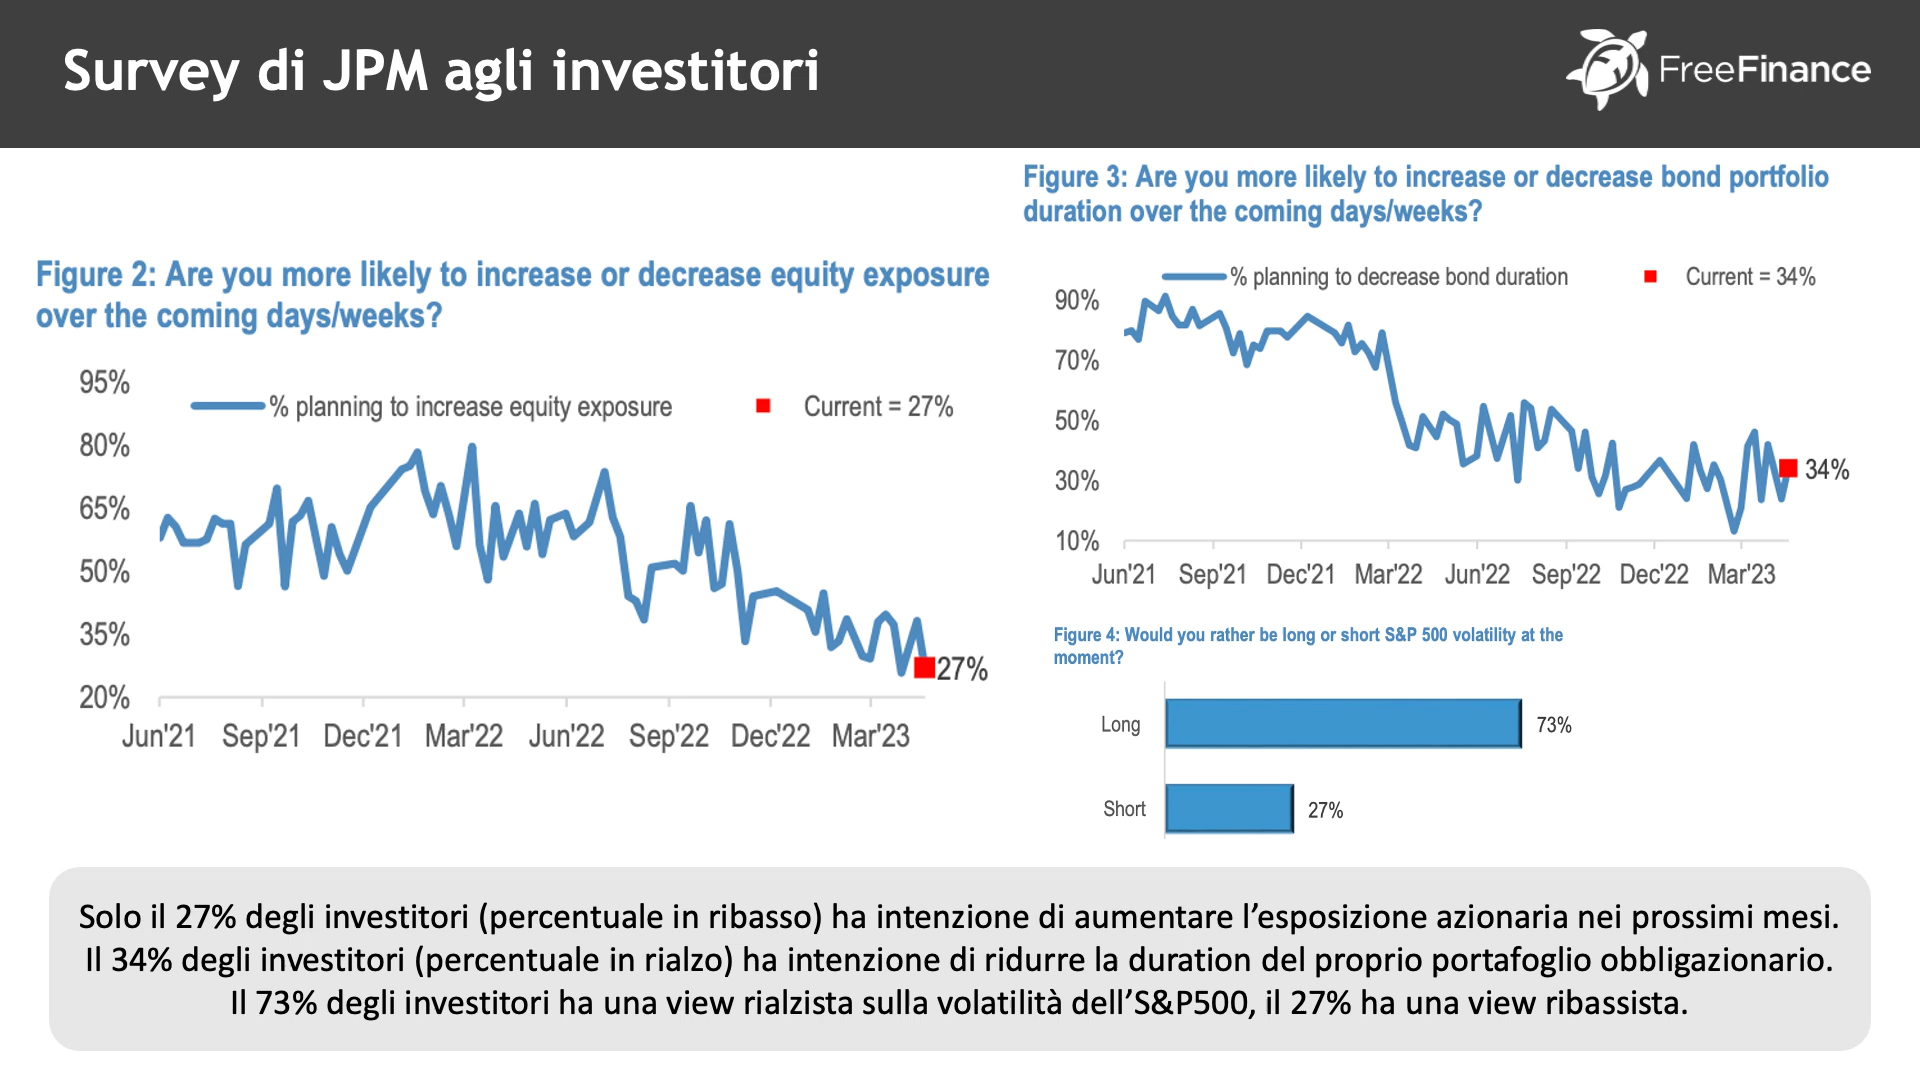 Survey di JPM agli investitori
FreeFinance
Figure 2: Are you more likely to increase or decrease equity exposure
over the coming days/weeks?
95%
% planning to increase equity exposure
Current = 27%
80%
65%
50%
35%
27%
20%
Jun'21 Sep'21 Dec'21 Mar'22 Jun'22 Sep'22 Dec'22 Mar'23
Figure 3: Are you more likely to increase or decrease bond portfolio
duration over the coming days/weeks?
% planning to decrease bond duration
Current = 34%
90%
70%
50%
30%
34%
10%
Jun'21 Sep'21 Dec'21 Mar'22 Jun'22 Sep'22 Dec'22 Mar'23
Figure 4: Would you rather be long or short S&P 500 volatility at the
moment?
Long 73%
Short 27%
Solo il 27% degli investitori (percentuale in ribasso) ha intenzione di aumentare l’esposizione azionaria nei prossimi mesi.
Il 34% degli investitori (percentuale in rialzo) ha intenzione di ridurre la duration del proprio portafoglio obbligazionario.
Il 73% degli investitori ha una view rialzista sulla volatilità dell’S&P500, il 27% ha una view ribassista.